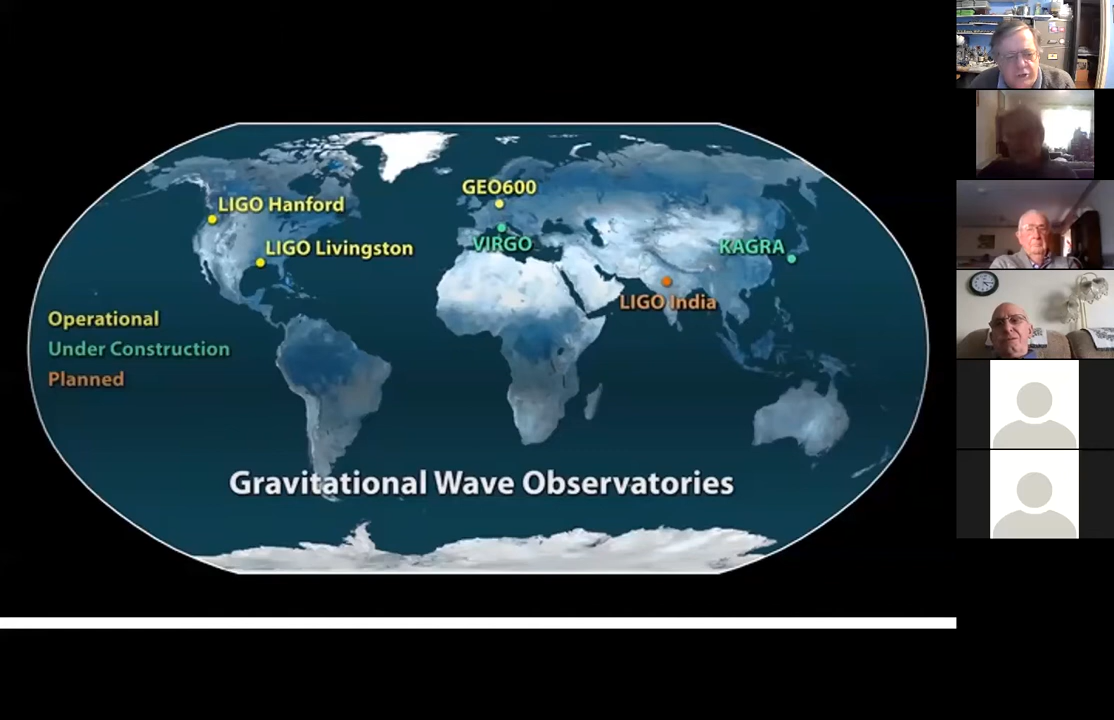 GEO600
LIGO Hanford
VIRGO
KAGRA
LIGO Livingston
LIGO India
Operational
Under Construction
Planned
Gravitational Wave Observatories